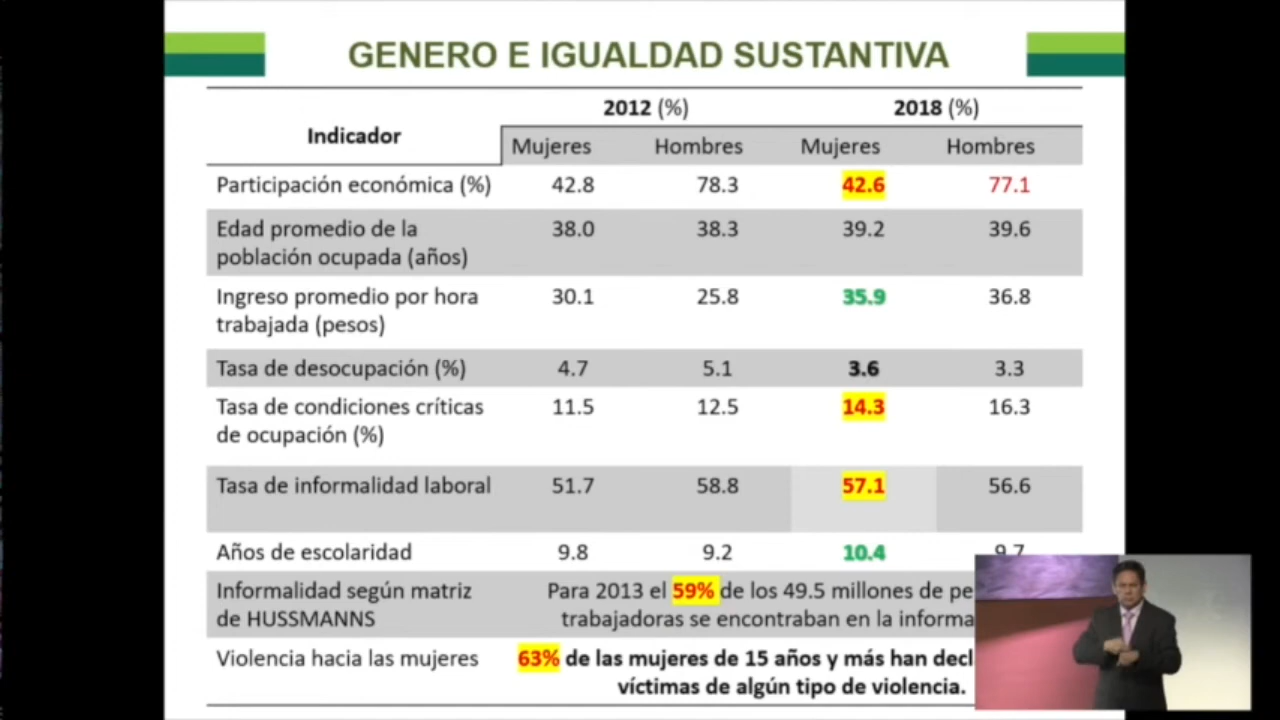 GENERO E IGUALDAD SUSTANTIVA
Indicador 2012 (%) 2018 (%)
Mujeres Hombres Mujeres Hombres
Participación económica (%) 42.8 78.3 42.6 77.1
Edad promedio de la
población ocupada (años) 38.0 38.3 39.2 39.6
Ingreso promedio por hora
trabajada (pesos) 30.1 25.8 35.9 36.8
Tasa de desocupación (%) 4.7 5.1 3.6 3.3
Tasa de condiciones críticas
de ocupación (%) 11.5 12.5 14.3 16.3
Tasa de informalidad laboral 51.7 58.8 57.1 56.6
Años de escolaridad 9.8 9.2 10.4 9.7
Informalidad según matriz
de HUSSMANNS
Para 2013 el 59% de los 49.5 millones de pe
trabajadoras se encontraban en la informa
Violencia hacia las mujeres
63% de las mujeres de 15 años y más han decl
víctimas de algún tipo de violencia.